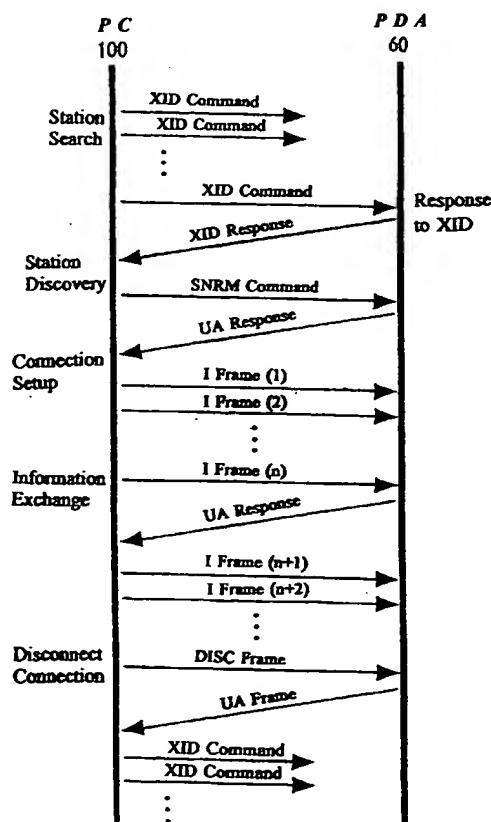 P C
100
P D A
60
Station
Search
XID Command
XID Command
XID Command
Response
to XID
XID Response
Station
Discovery
SNRM Command
UA Response
Connection
Setup
I Frame (1)
I Frame (2)
I Frame (n)
Information
Exchange
UA Response
I Frame (n+1)
I Frame (n+2)
Disconnect
Connection
DISC Frame
UA Frame
XID Command
XID Command